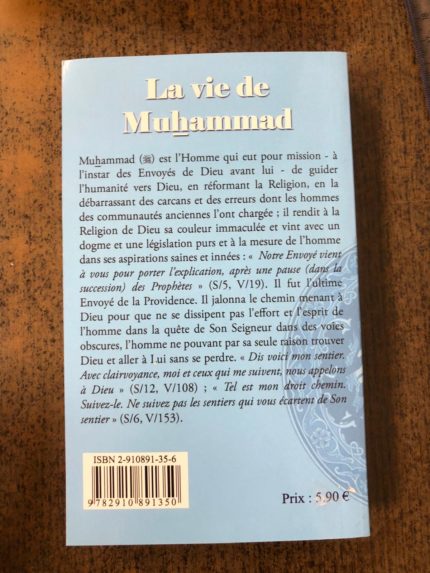 La vie de
Muẖammad
Muẖammad (ﷺ) est l'Homme qui eut pour mission - à
l'instar des Envoyés de Dieu avant lui - de guider
l'humanité vers Dieu, en réformant la Religion, en la
débarrassant des carcans et des erreurs dont les hommes
des communautés anciennes l'ont chargée ; il rendit à la
Religion de Dieu sa couleur immaculée et vint avec un
dogme et une législation purs et à la mesure de l'homme
dans ses aspirations saines et innées : « Notre Envoyé vient
à vous pour porter l'explication, après une pause (dans la
succession) des Prophètes » (S/5, V/19). Il fut l'ultime
Envoyé de la Providence. Il jalonna le chemin menant à
Dieu pour que ne se dissipent pas l'effort et l'esprit de
l'homme dans la quête de Son Seigneur dans des voies
obscures, l'homme ne pouvant par sa seule raison trouver
Dieu et aller à Lui sans se perdre. « Dis voici mon sentier.
Avec clairvoyance, moi et ceux qui me suivent, nous appelons
à Dieu » (S/12, V/108) ; « Tel est mon droit chemin.
Suivez-le. Ne suivez pas les sentiers qui vous écartent de Son
sentier » (S/6, V/153).
ISBN 2-910891-35-6
9 782910 891350
Prix : 5,90 €